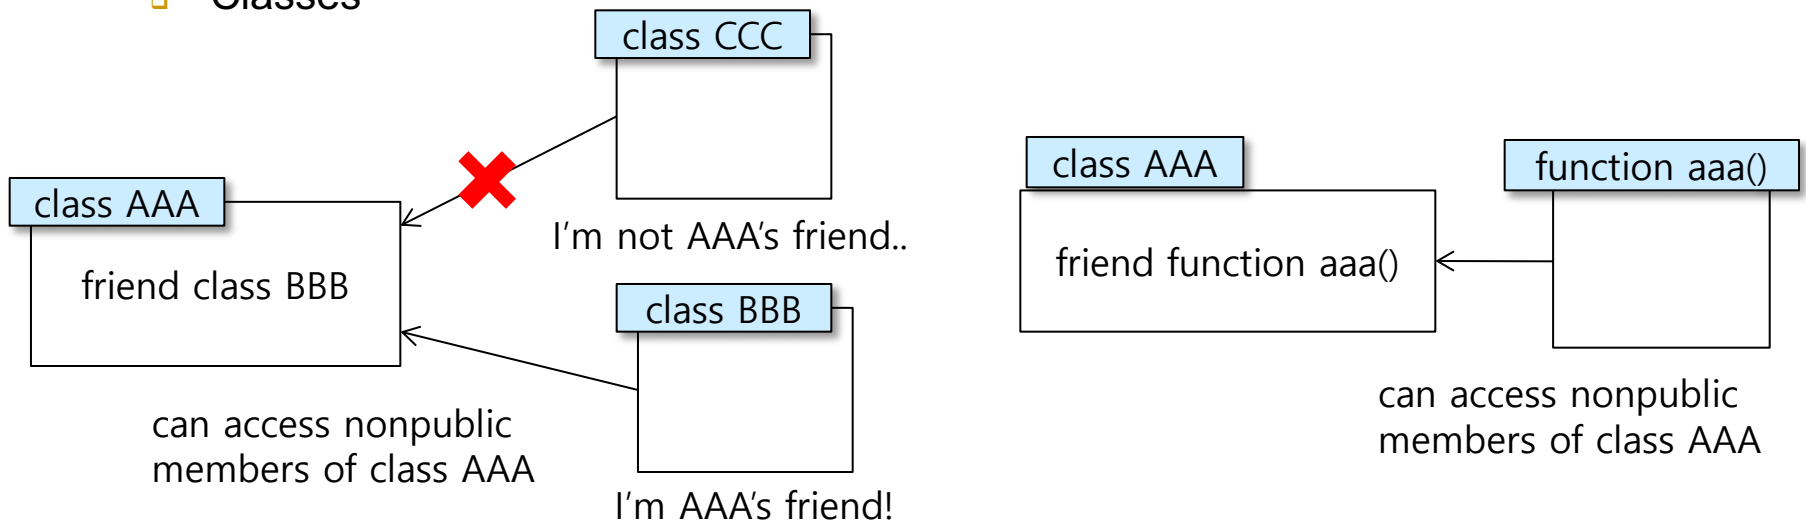 Classes
class CCC
class AAA
friend class BBB
I'm not AAA's friend..
class BBB
can access nonpublic
members of class AAA
I'm AAA's friend!
class AAA
function aaa()
friend function aaa()
can access nonpublic
members of class AAA